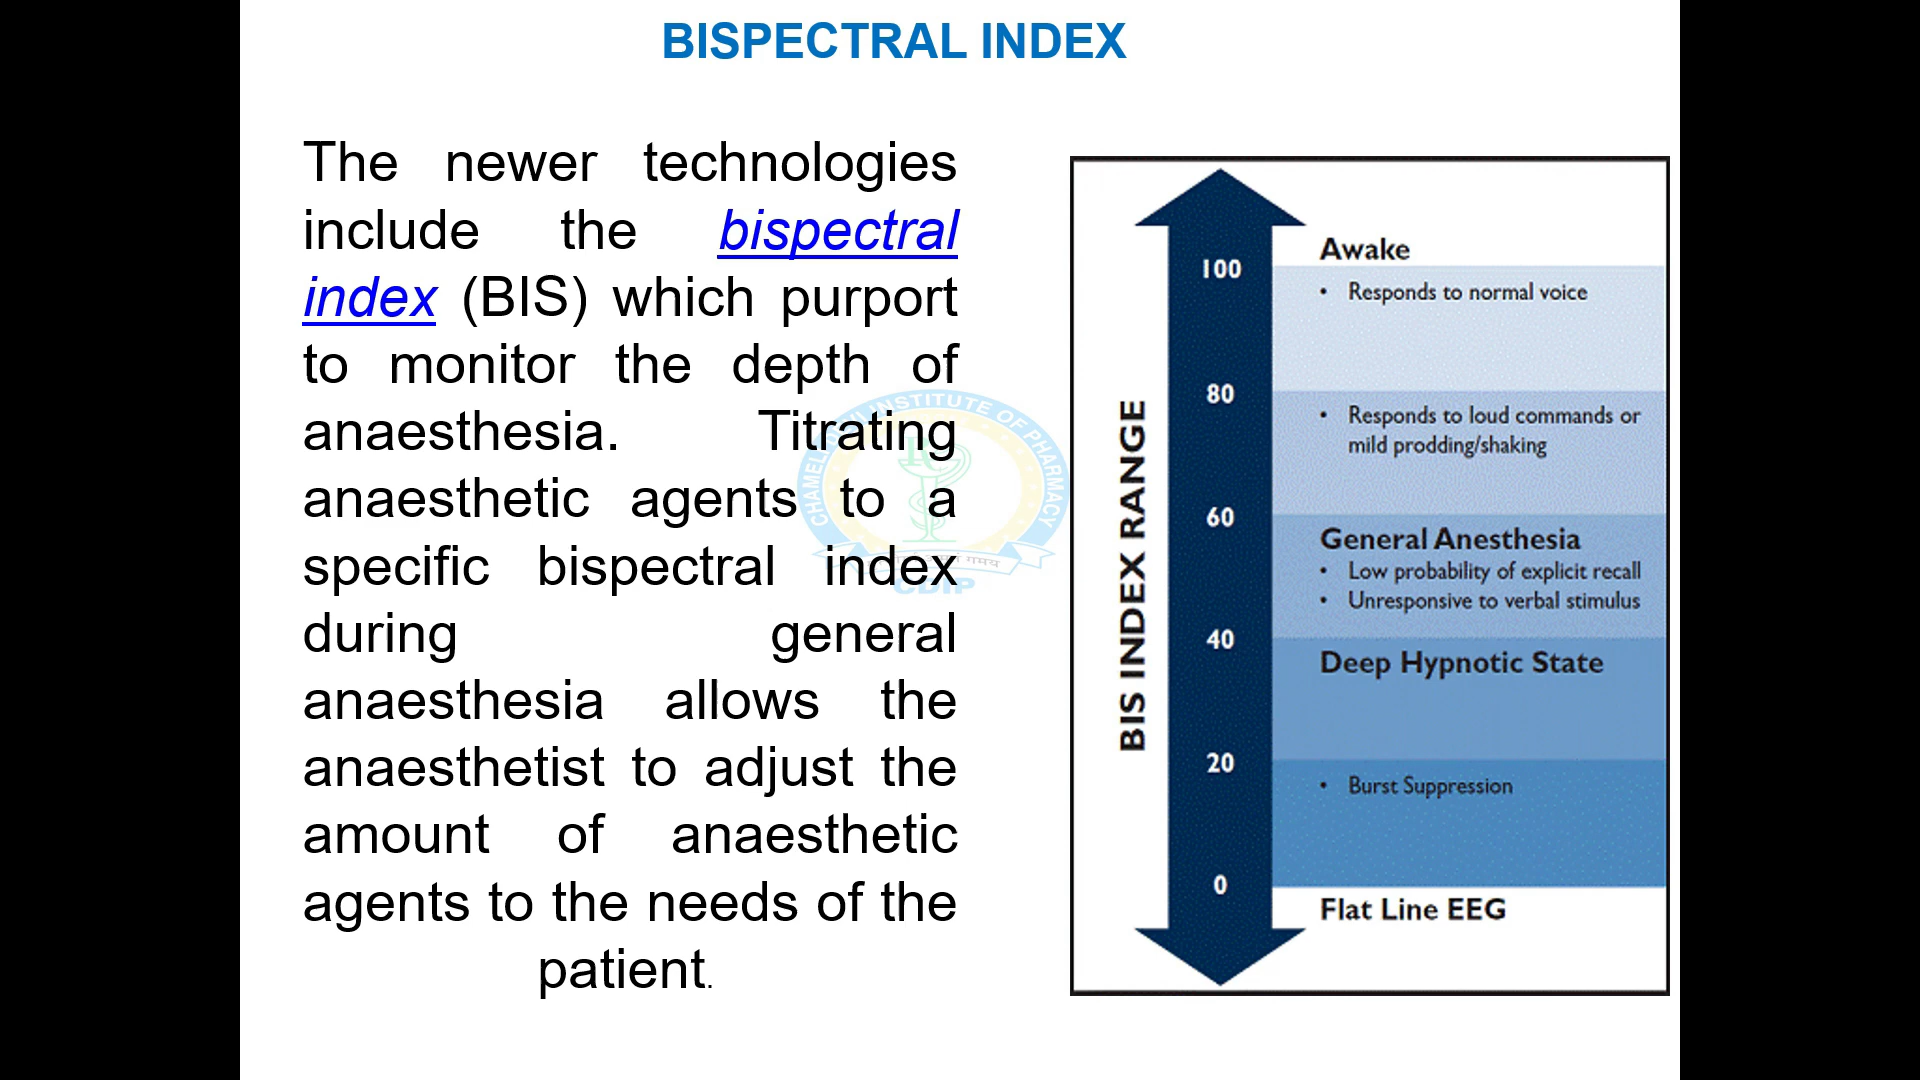 BISPECTRAL INDEX
The newer technologies
include the bispectral
index (BIS) which purport
to monitor the depth of
anaesthesia. Titrating
anaesthetic agents to a
specific bispectral index
during general
anaesthesia allows the
anaesthetist to adjust the
amount of anaesthetic
agents to the needs of the
patient.
INSTITUTE OF PHARMACY
CDIP
BIS INDEX RANGE
100
80
60
40
20
0
Awake
• Responds to normal voice
• Responds to loud commands or
mild prodding/shaking
General Anesthesia
• Low probability of explicit recall
• Unresponsive to verbal stimulus
Deep Hypnotic State
• Burst Suppression
Flat Line EEG